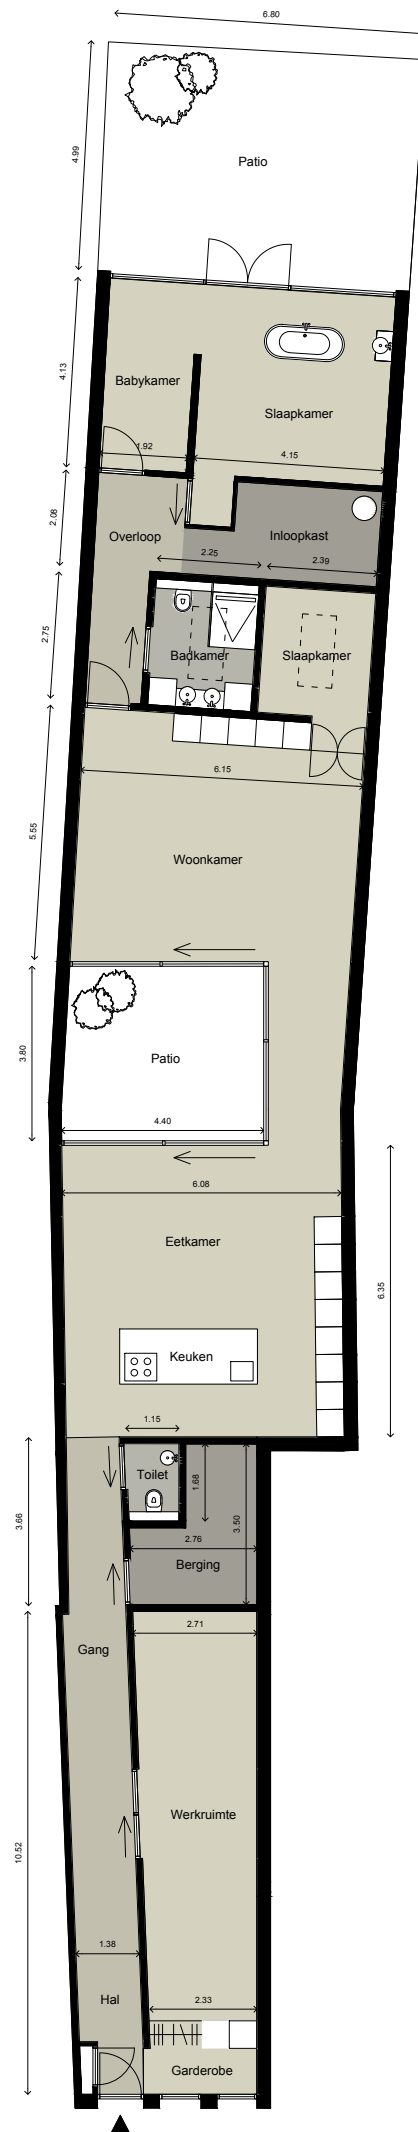 6.80
4.99
Patio
4.13
Babykamer
Slaapkamer
1.92
4.15
2.08
Overloop
Inloopkast
2.25
2.39
2.75
Badkamer
Slaapkamer
6.15
5.55
Woonkamer
3.80
Patio
4.40
6.08
Eetkamer
6.35
Keuken
1.15
Toilet
1.68
3.50
3.66
2.76
Berging
2.71
Gang
Werkruimte
10.52
1.38
2.33
Hal
Garderobe